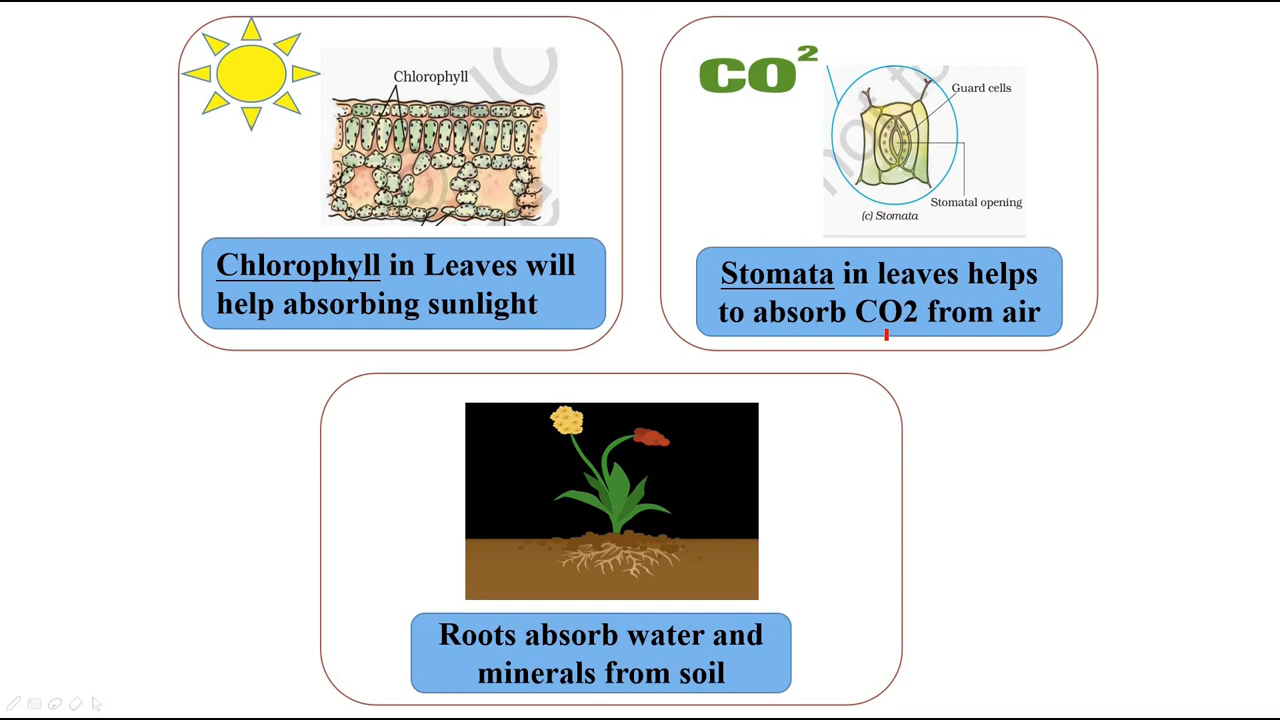 Chlorophyll
Chlorophyll in Leaves will
help absorbing sunlight
CO²
Guard cells
Stomatal opening
(c) Stomata
Stomata in leaves helps
to absorb CO2 from air
Roots absorb water and
minerals from soil